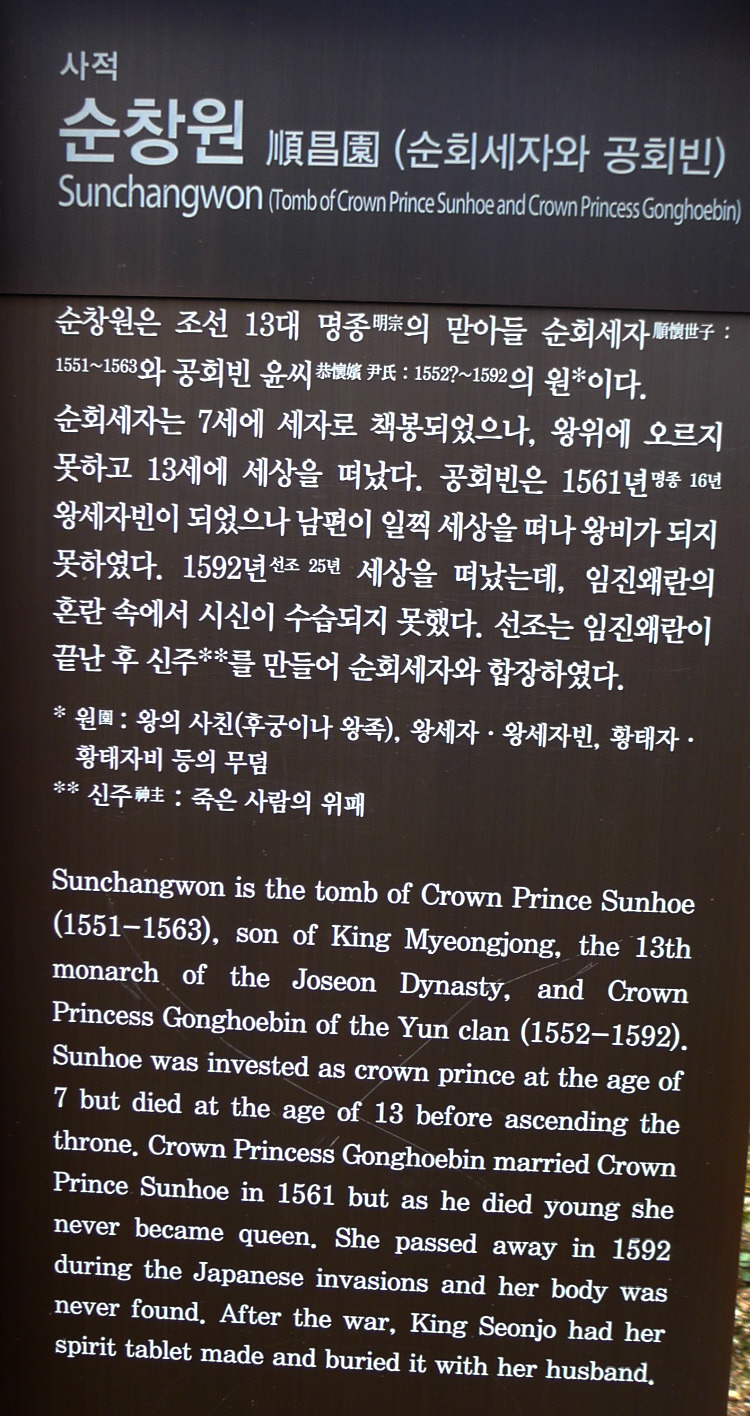 사적
순창원 順昌園 (순회세자와 공회빈)
Sunchangwon (Tomb of Crown Prince Sunhoe and Crown Princess Gonghoebin)
순창원은 조선 13대 명종明宗의 맏아들 순회세자順懷世子 :
1551~1563와 공회빈 윤씨恭懷嬪 尹氏 : 1552?~1592의 원*이다.
순회세자는 7세에 세자로 책봉되었으나, 왕위에 오르지
못하고 13세에 세상을 떠났다. 공회빈은 1561년명종 16년
왕세자빈이 되었으나 남편이 일찍 세상을 떠나 왕비가 되지
못하였다. 1592년선조 25년 세상을 떠났는데, 임진왜란의
혼란 속에서 시신이 수습되지 못했다. 선조는 임진왜란이
끝난 후 신주**를 만들어 순회세자와 합장하였다.
* 원園 : 왕의 사친(후궁이나 왕족), 왕세자 · 왕세자빈, 황태자 ·
황태자비 등의 무덤
** 신주神主 : 죽은 사람의 위패
Sunchangwon is the tomb of Crown Prince Sunhoe
(1551-1563), son of King Myeongjong, the 13th
monarch of the Joseon Dynasty, and Crown
Princess Gonghoebin of the Yun clan (1552-1592).
Sunhoe was invested as crown prince at the age of
7 but died at the age of 13 before ascending the
throne. Crown Princess Gonghoebin married Crown
Prince Sunhoe in 1561 but as he died young she
never became queen. She passed away in 1592
during the Japanese invasions and her body was
never found. After the war, King Seonjo had her
spirit tablet made and buried it with her husband.